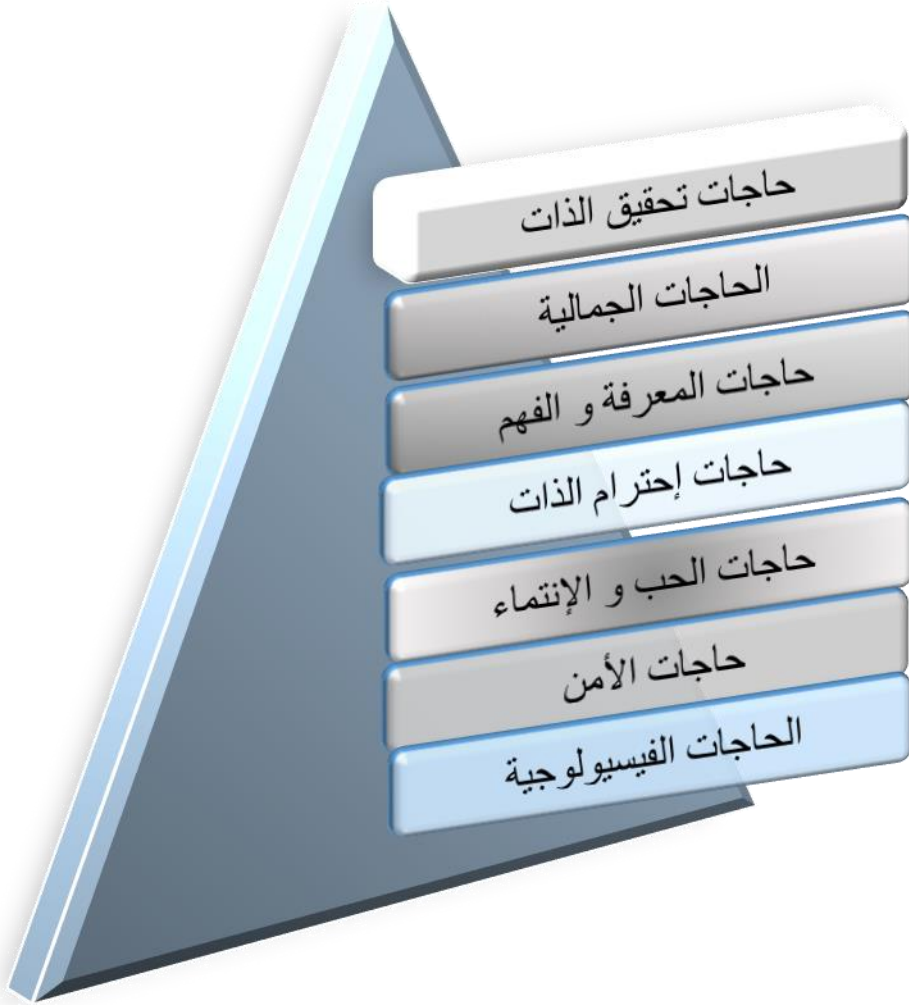 حاجات تحقيق الذات
الحاجات الجمالية
حاجات المعرفة و الفهم
حاجات إحترام الذات
حاجات الحب و الإنتماء
حاجات الأمن
الحاجات الفيسيولوجية